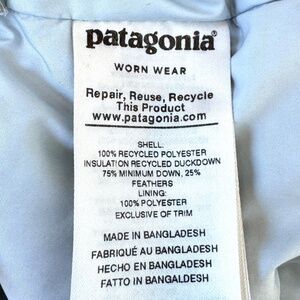 patagonia®
WORN WEAR
Repair, Reuse, Recycle
This Product
www.patagonia.com
SHELL:
100% RECYCLED POLYESTER
INSULATION RECYCLED DUCKDOWN
75% MINIMUM DOWN, 25%
FEATHERS
LINING:
100% POLYESTER
EXCLUSIVE OF TRIM
MADE IN BANGLADESH
FABRIQUÉ AU BANGLADESH
HECHO EN BANGLADESH
FATTO IN BANGALDESH